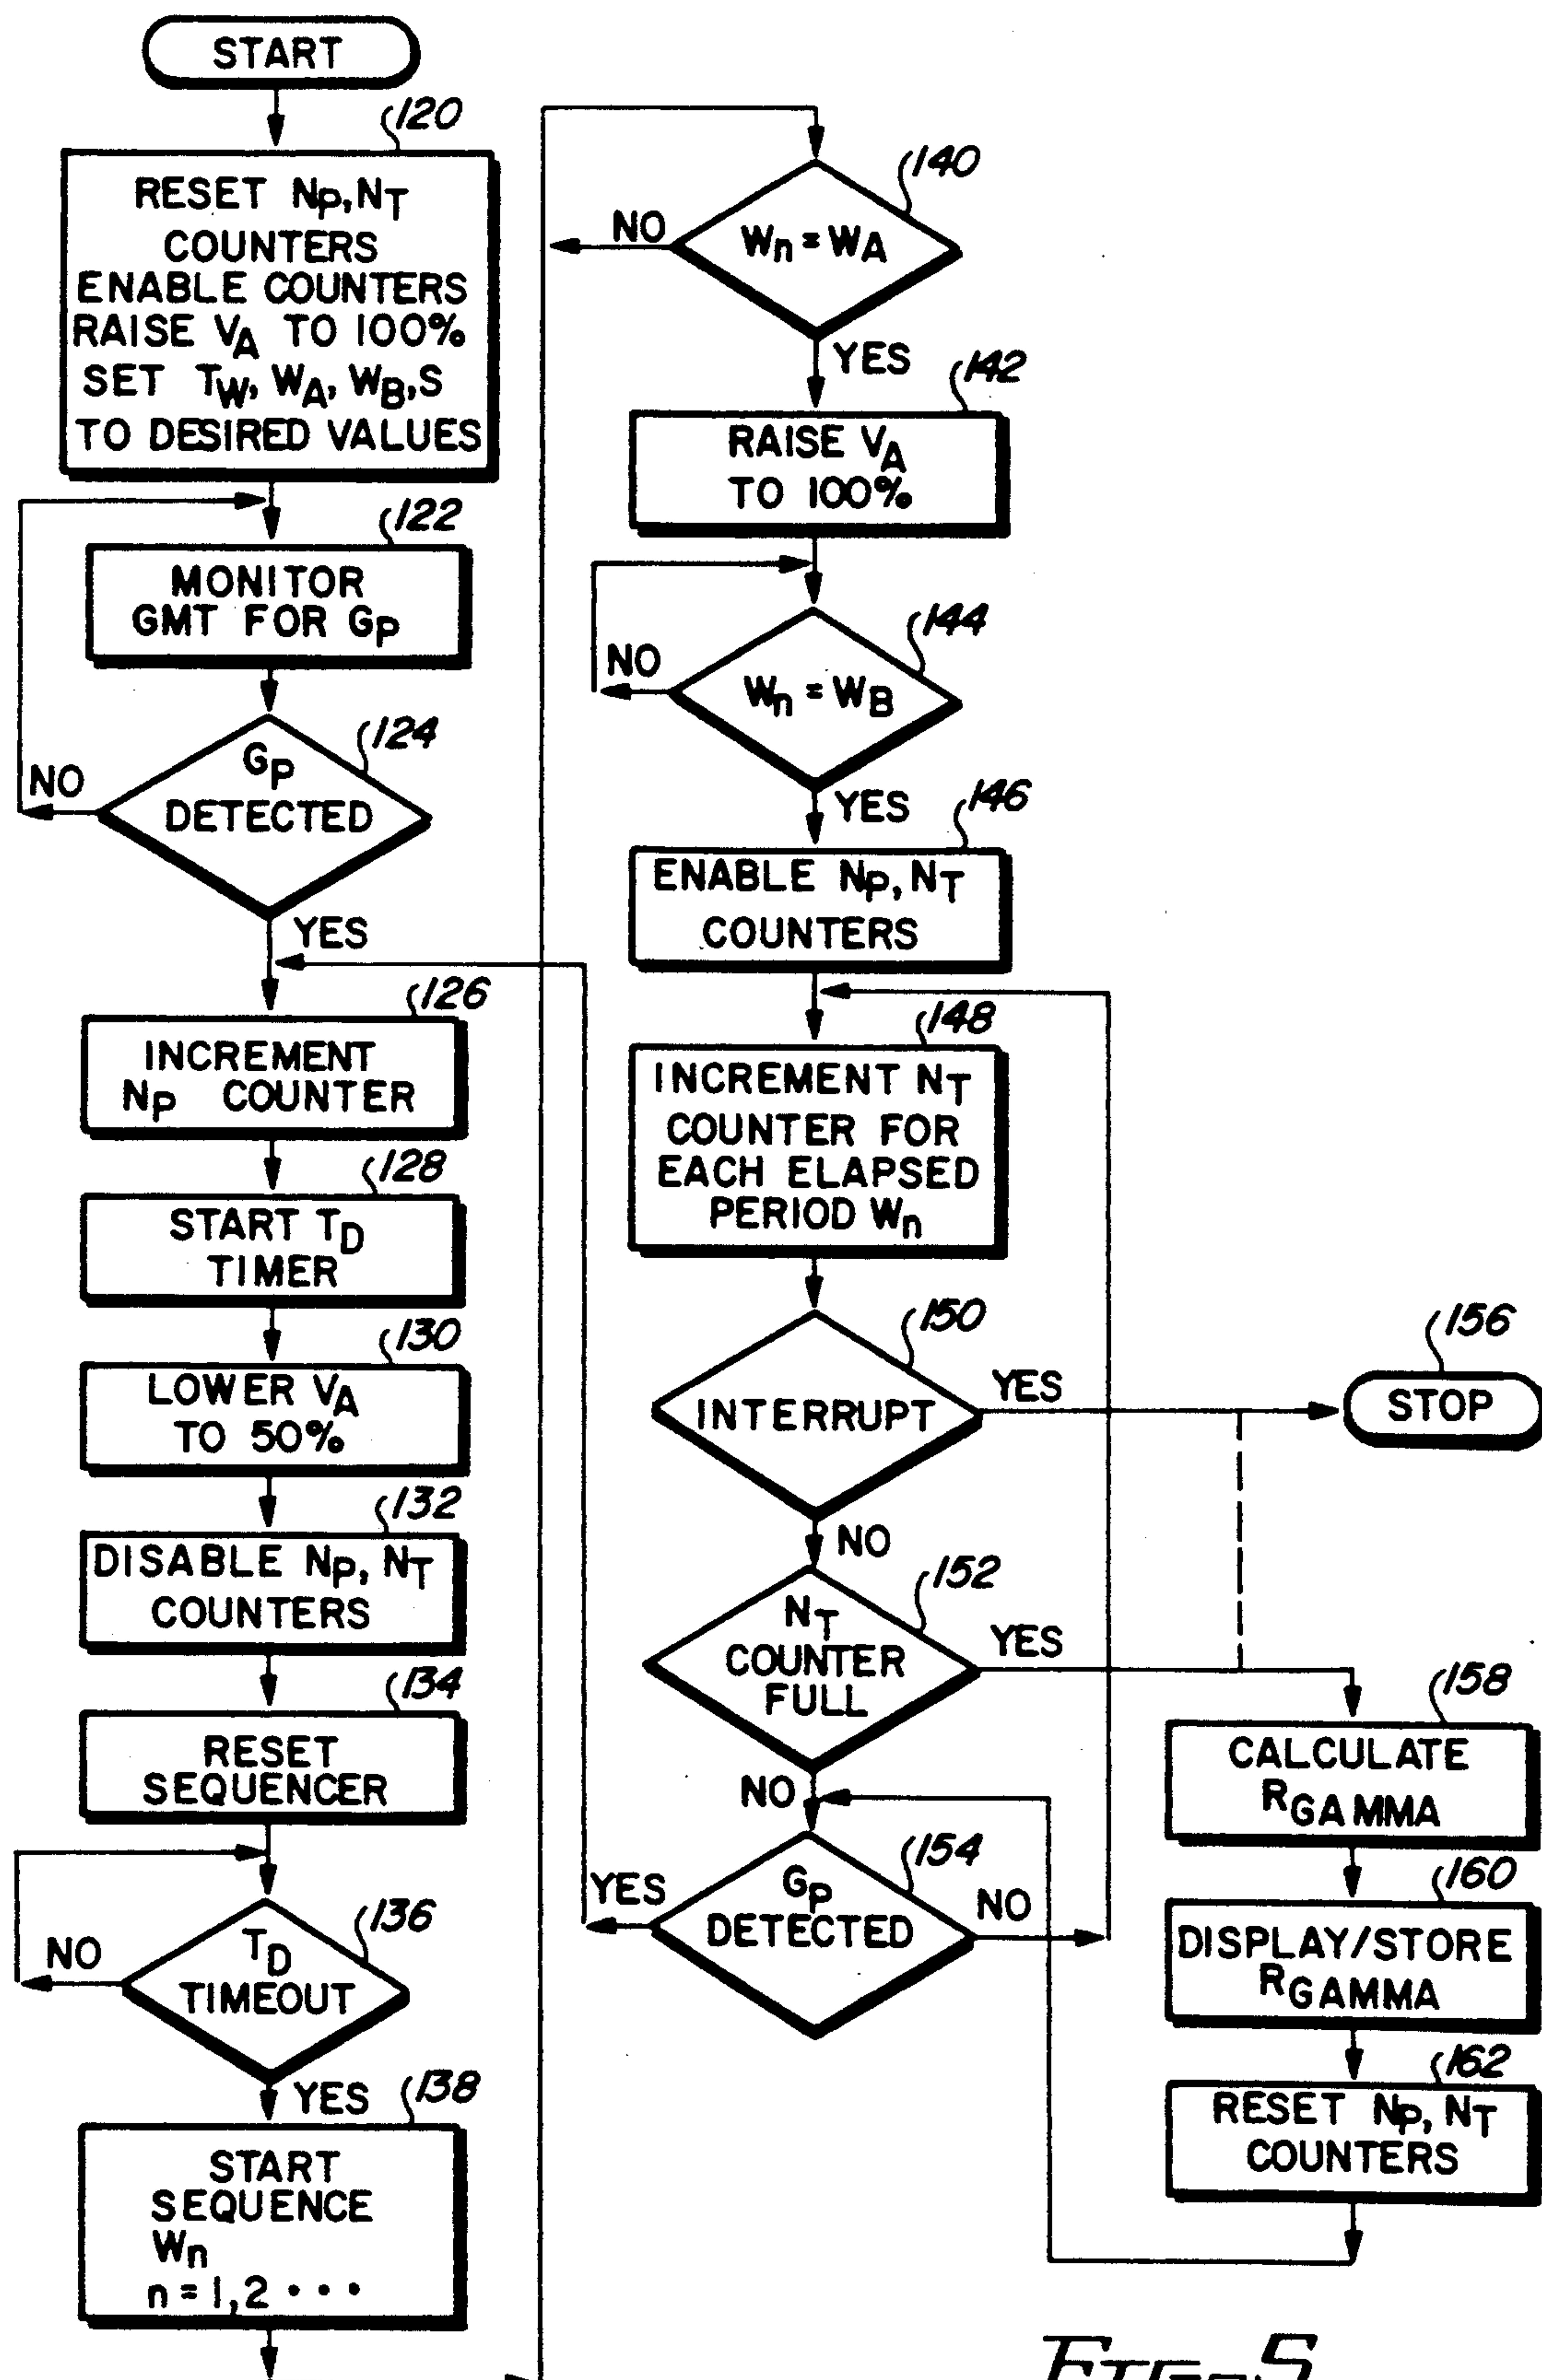 START
120
RESET NP, NT
COUNTERS
ENABLE COUNTERS
RAISE VA TO 100%
SET TW, WA, WB, S
TO DESIRED VALUES
122
MONITOR
GMT FOR GP
124
GP
DETECTED
NO
YES
126
INCREMENT
NP COUNTER
128
START TD
TIMER
130
LOWER VA
TO 50%
132
DISABLE NP, NT
COUNTERS
134
RESET
SEQUENCER
136
TD
TIMEOUT
NO
YES
138
START
SEQUENCE
Wn
n = 1, 2 • • •
140
Wn = WA
NO
YES
142
RAISE VA
TO 100%
144
Wn = WB
NO
YES
146
ENABLE NP, NT
COUNTERS
148
INCREMENT NT
COUNTER FOR
EACH ELAPSED
PERIOD Wn
150
INTERRUPT
YES
NO
152
NT
COUNTER
FULL
YES
NO
154
GP
DETECTED
YES
NO
156
STOP
158
CALCULATE
RGAMMA
160
DISPLAY/STORE
RGAMMA
162
RESET NP, NT
COUNTERS